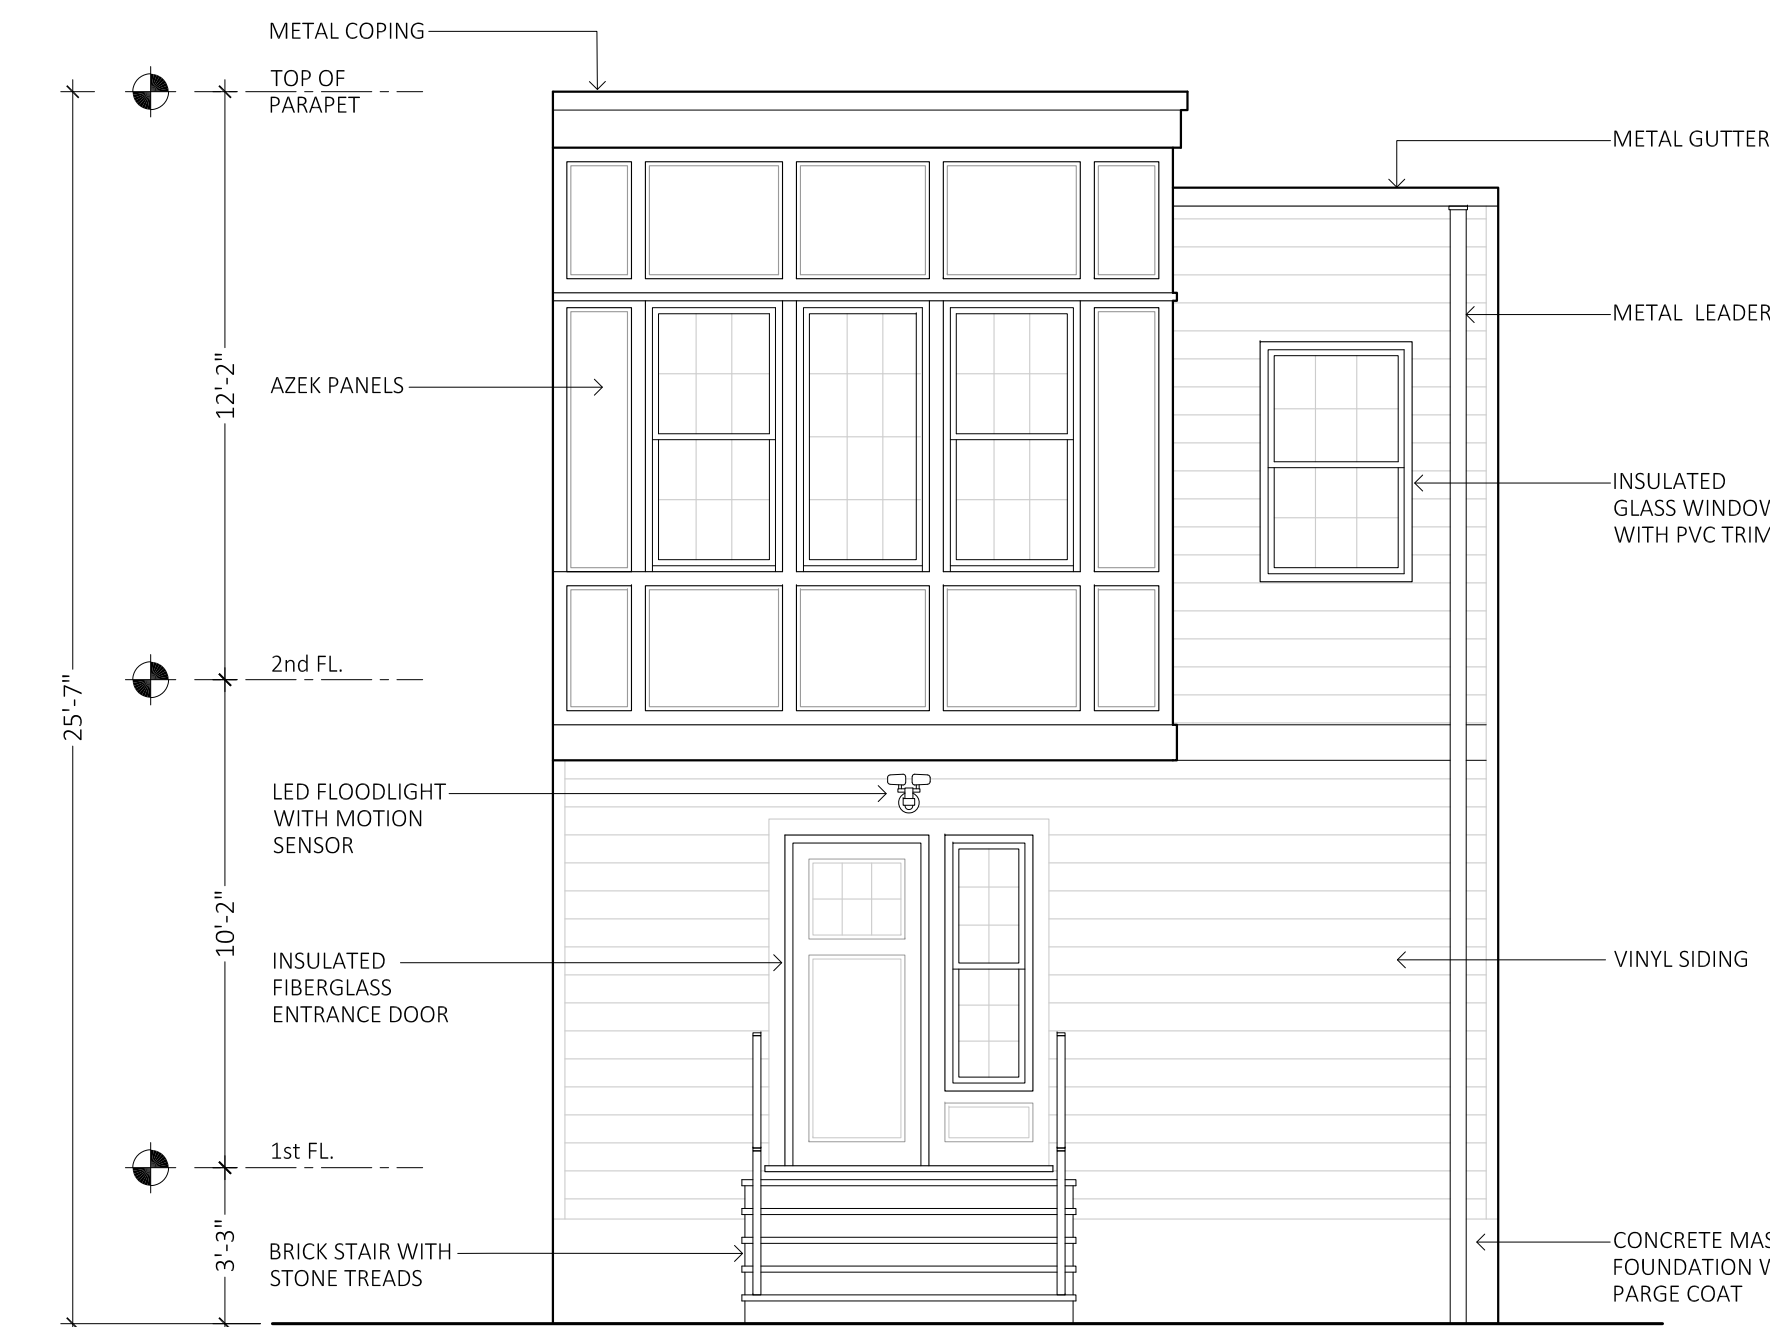 METAL COPING
TOP OF
PARAPET
METAL GUTTER
METAL LEADER
12'-2"
AZEK PANELS
INSULATED
GLASS WINDOW
WITH PVC TRIM
2nd FL.
25'-7"
LED FLOODLIGHT
WITH MOTION
SENSOR
10'-2"
INSULATED
FIBERGLASS
ENTRANCE DOOR
VINYL SIDING
1st FL.
3'-3"
BRICK STAIR WITH
STONE TREADS
CONCRETE
FOUNDATION
PARGE COAT